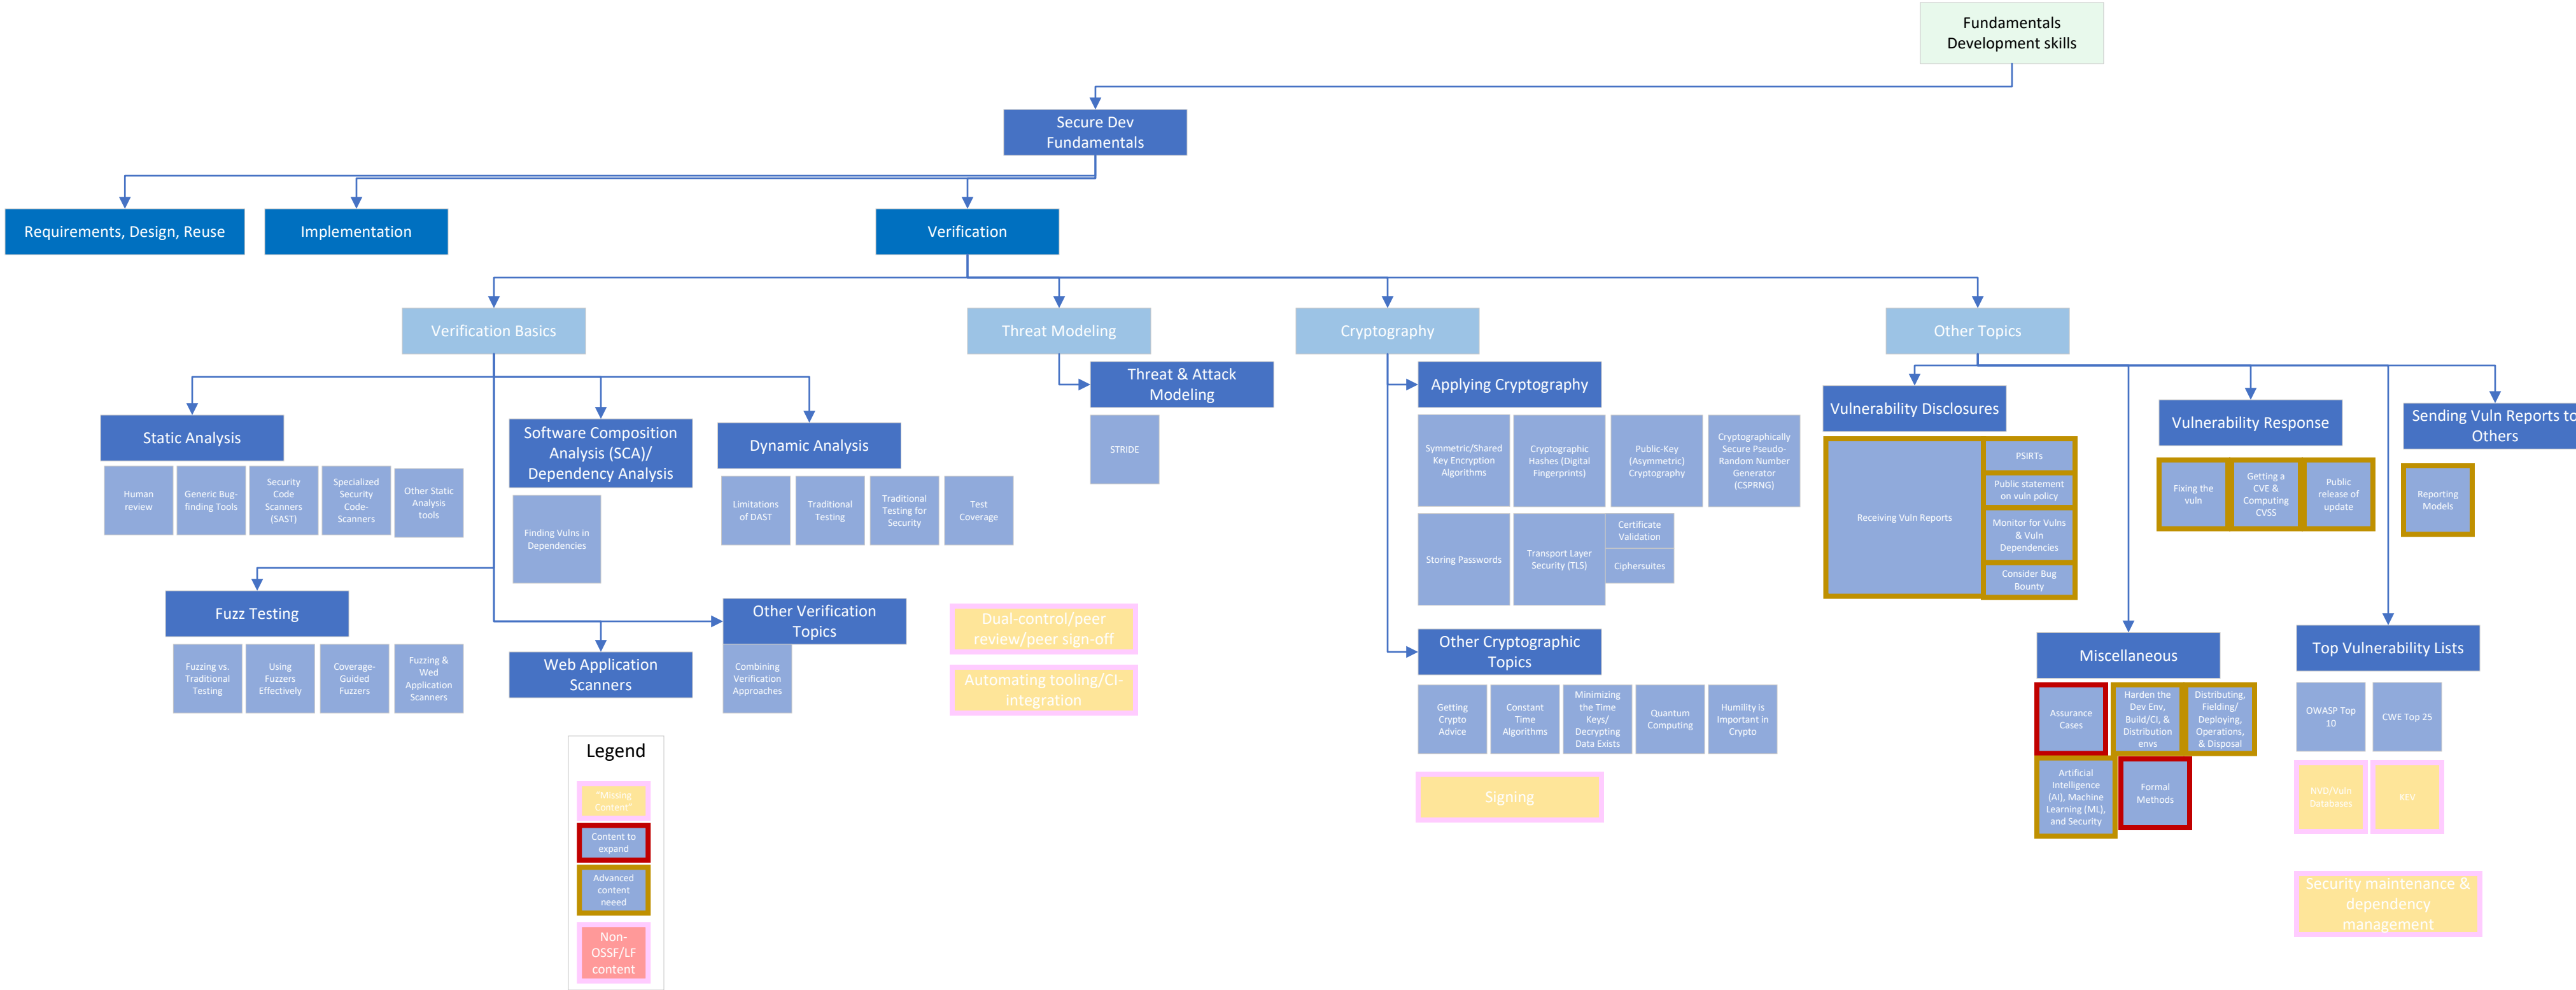 Fundamentals
Development skills
Secure Dev
Fundamentals
Requirements, Design, Reuse
Implementation
Verification
Verification Basics
Threat Modeling
Cryptography
Other Topics
Static Analysis
Human
review
Generic Bug-
finding Tools
Security
Code
Scanners
(SAST)
Specialized
Security
Code-
Scanners
Other Static
Analysis
tools
Software Composition
Analysis (SCA)/
Dependency Analysis
Finding Vulns in
Dependencies
Dynamic Analysis
Limitations
of DAST
Traditional
Testing
Traditional
Testing for
Security
Test
Coverage
Fuzz Testing
Fuzzing vs.
Traditional
Testing
Using
Fuzzers
Effectively
Coverage-
Guided
Fuzzers
Fuzzing &
Wed
Application
Scanners
Web Application
Scanners
Other Verification
Topics
Combining
Verification
Approaches
Dual-control/peer
review/peer sign-off
Automating tooling/CI-
integration
Threat & Attack
Modeling
STRIDE
Applying Cryptography
Symmetric/Shared
Key Encryption
Algorithms
Cryptographic
Hashes (Digital
Fingerprints)
Public-Key
(Asymmetric)
Cryptography
Cryptographically
Secure Pseudo-
Random Number
Generator
(CSPRNG)
Storing Passwords
Transport Layer
Security (TLS)
Certificate
Validation
Ciphersuites
Other Cryptographic
Topics
Getting
Crypto
Advice
Constant
Time
Algorithms
Minimizing
the Time
Keys/
Decrypting
Data Exists
Quantum
Computing
Humility is
Important in
Crypto
Signing
Vulnerability Disclosures
Receiving Vuln Reports
PSIRTs
Public statement
on vuln policy
Monitor for Vulns
& Vuln
Dependencies
Consider Bug
Bounty
Vulnerability Response
Fixing the
vuln
Getting a
CVE &
Computing
CVSS
Public
release of
update
Sending Vuln Reports to
Others
Reporting
Models
Miscellaneous
Assurance
Cases
Harden the
Dev Env,
Build/CI, &
Distribution
envs
Distributing,
Fielding/
Deploying,
Operations,
& Disposal
Artificial
Intelligence
(AI), Machine
Learning (ML),
and Security
Formal
Methods
Top Vulnerability Lists
OWASP Top
10
CWE Top 25
NVD/Vuln
Databases
KEV
Security maintenance &
dependency
management
Legend
"Missing
Content"
Content to
expand
Advanced
content
neeed
Non-
OSSF/LF
content